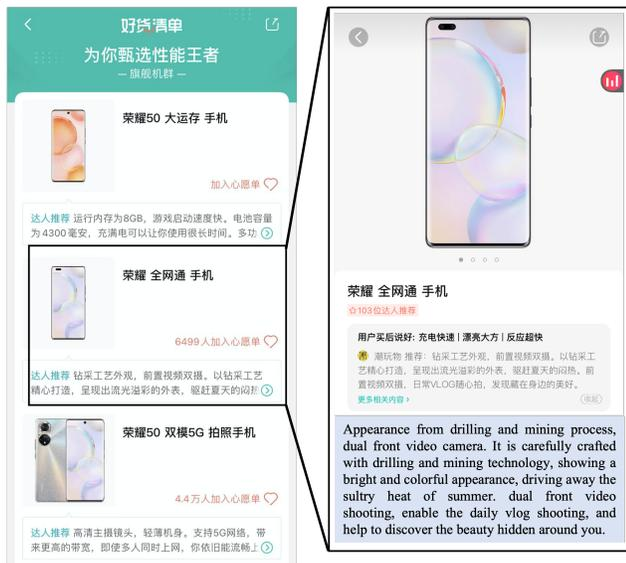 好货清单
为你甄选性能王者
— 旗舰机群 —
荣耀50 大运存 手机
加入心愿单
达人推荐 运行内存为8GB，游戏启动速度快。电池容量
为4300毫安，充满电可以让你使用很长时间。多功
荣耀 全网通 手机
6499人加入心愿单
达人推荐 钻采工艺外观，前置视频双摄。以钻采工艺
精心打造，呈现出流光溢彩的外表，驱赶夏天的闷热
荣耀50 双模5G 拍照手机
4.4万人加入心愿单
达人推荐 高清主摄镜头，轻薄机身。支持5G网络，带
来更高的带宽，即使多人同时上网，你依旧能流畅上
荣耀 全网通 手机
103位达人推荐
用户买后说好: 充电快速 | 漂亮大方 | 反应超快
潮玩物 推荐: 钻采工艺外观，前置视频双摄。以钻采工
艺精心打造，呈现出流光溢彩的外表，驱赶夏天的闷热。前
置视频双摄，日常VLOG随心拍，发现藏在身边的美好。
更多相关内容 ›
收起
Appearance from drilling and mining process,
dual front video camera. It is carefully crafted
with drilling and mining technology, showing a
bright and colorful appearance, driving away the
sultry heat of summer. dual front video
shooting, enable the daily vlog shooting, and
help to discover the beauty hidden around you.